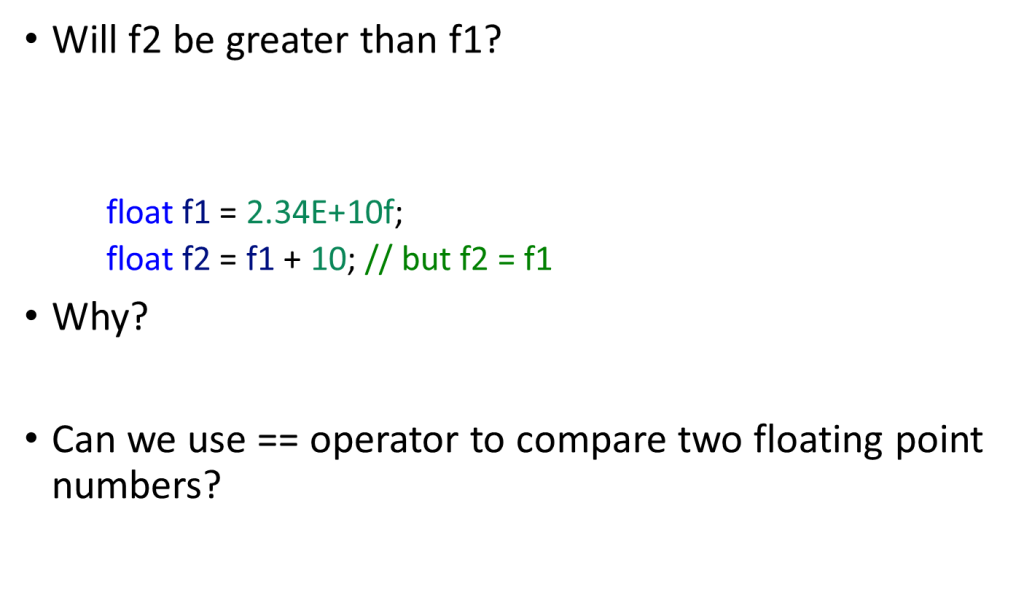 • Will f2 be greater than f1?
float f1 = 2.34E+10f;
float f2 = f1 + 10; // but f2 = f1
• Why?
• Can we use == operator to compare two floating point
numbers?